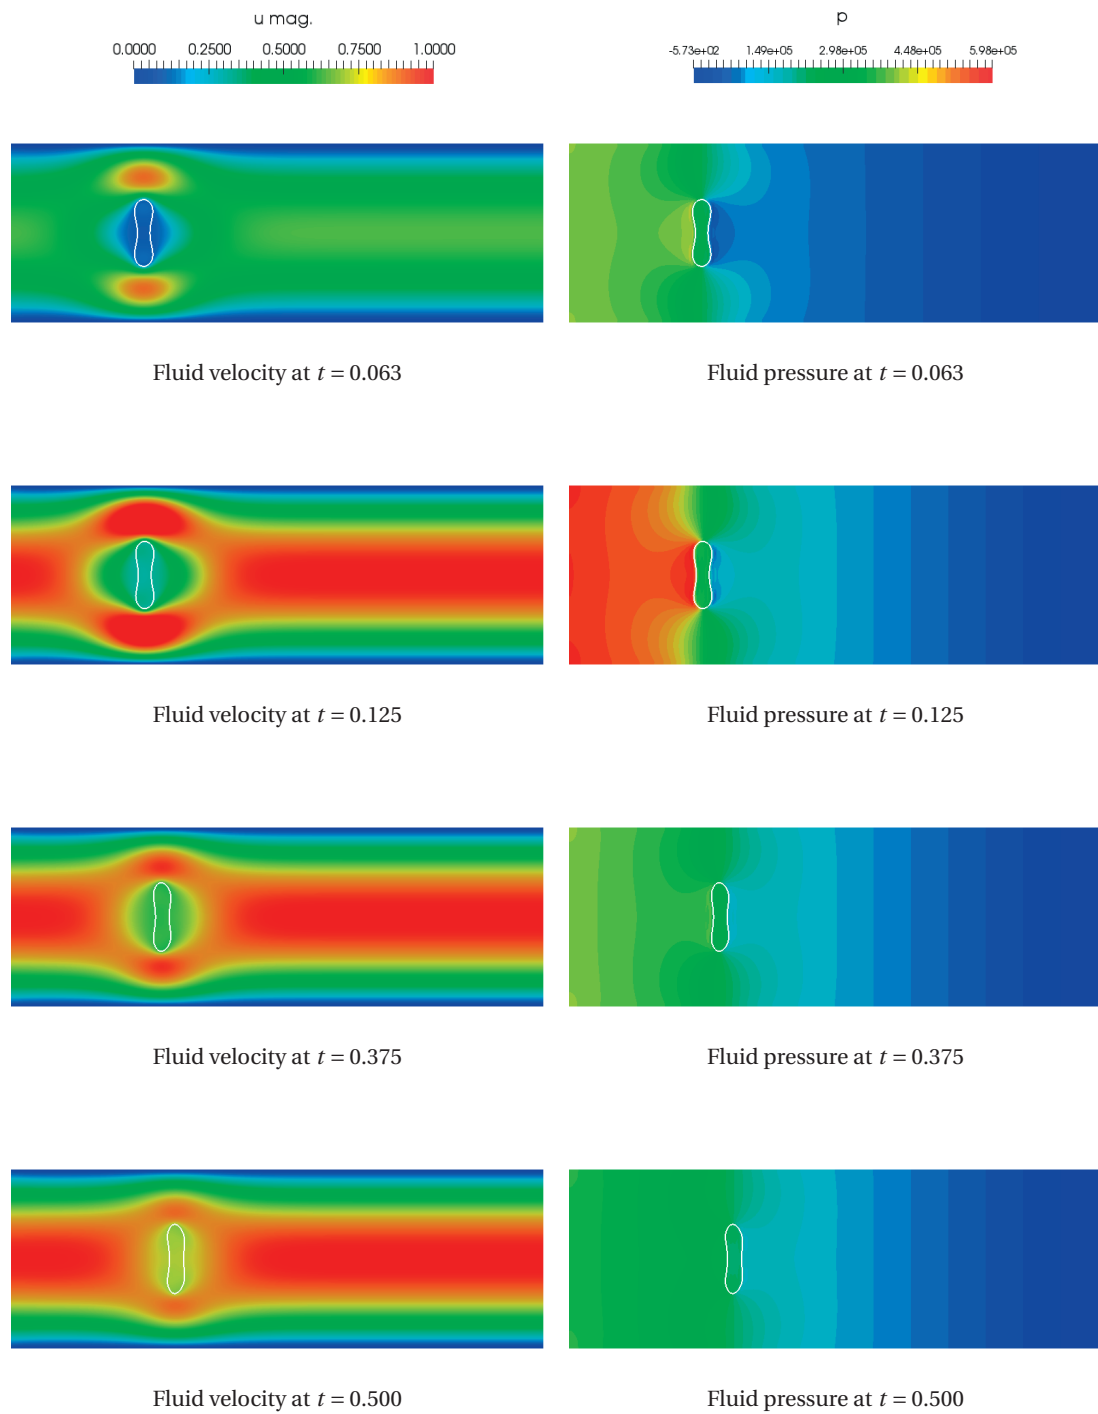 u mag.
0.0000 0.2500 0.5000 0.7500 1.0000
p
-5.73e+02 1.49e+05 2.98e+05 4.48e+05 5.98e+05
Fluid velocity at t = 0.063
Fluid pressure at t = 0.063
Fluid velocity at t = 0.125
Fluid pressure at t = 0.125
Fluid velocity at t = 0.375
Fluid pressure at t = 0.375
Fluid velocity at t = 0.500
Fluid pressure at t = 0.500